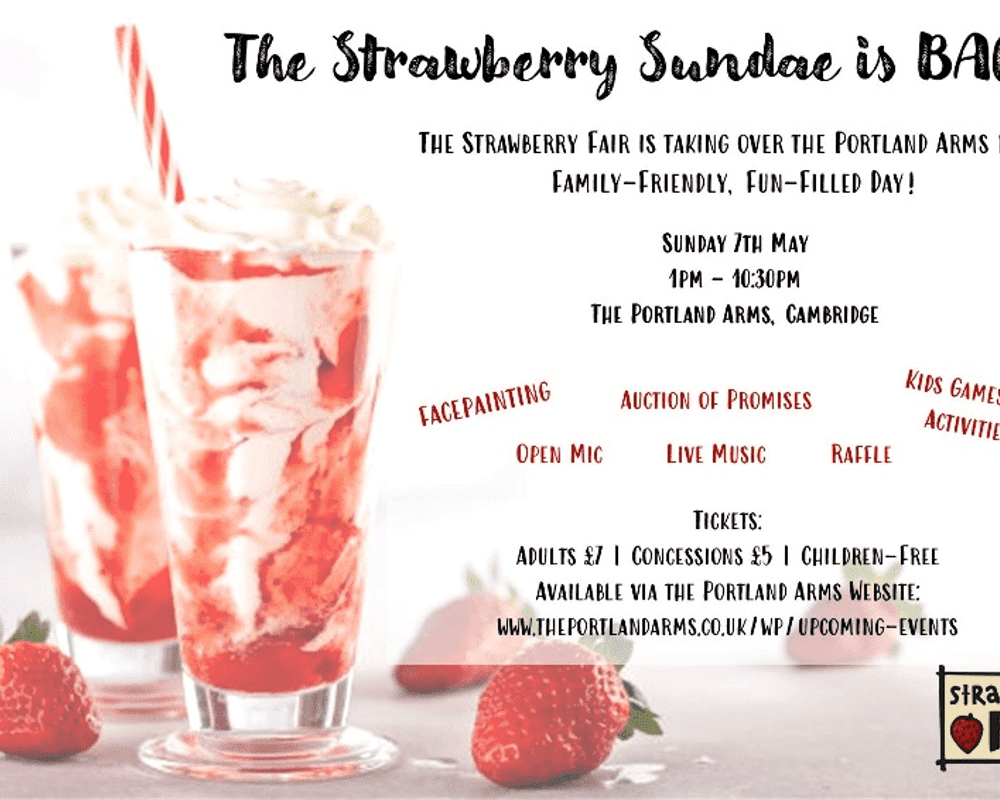 The Strawberry Sundae is BAC
The Strawberry Fair is taking over the Portland Arms
Family-Friendly, Fun-Filled Day!
Sunday 7th May
1pm - 10:30pm
The Portland Arms, Cambridge
Facepainting
Auction of Promises
Kids Games
Activitie
Open Mic
Live Music
Raffle
Tickets:
Adults £7 | Concessions £5 | Children-Free
Available via the Portland Arms Website:
www.theportlandarms.co.uk/wp/upcoming-events
stRa